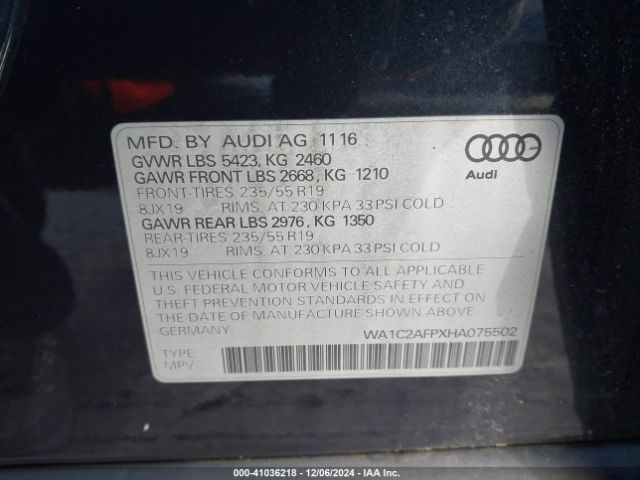 MFD. BY AUDI AG 1116
GVWR LBS 5423, KG 2460
GAWR FRONT LBS 2668, KG 1210
FRONT-TIRES 235/55 R19
8JX19 RIMS, AT 230 KPA 33 PSI COLD
GAWR REAR LBS 2976, KG 1350
REAR-TIRES 235/55 R19
8JX19 RIMS, AT 230 KPA 33 PSI COLD
Audi
THIS VEHICLE CONFORMS TO ALL APPLICABLE
U.S. FEDERAL MOTOR VEHICLE SAFETY AND
THEFT PREVENTION STANDARDS IN EFFECT ON
THE DATE OF MANUFACTURE SHOWN ABOVE.
GERMANY
WA1C2AFPXHA075502
TYPE
MPV
000-41036218 - 12/06/2024 - IAA Inc.